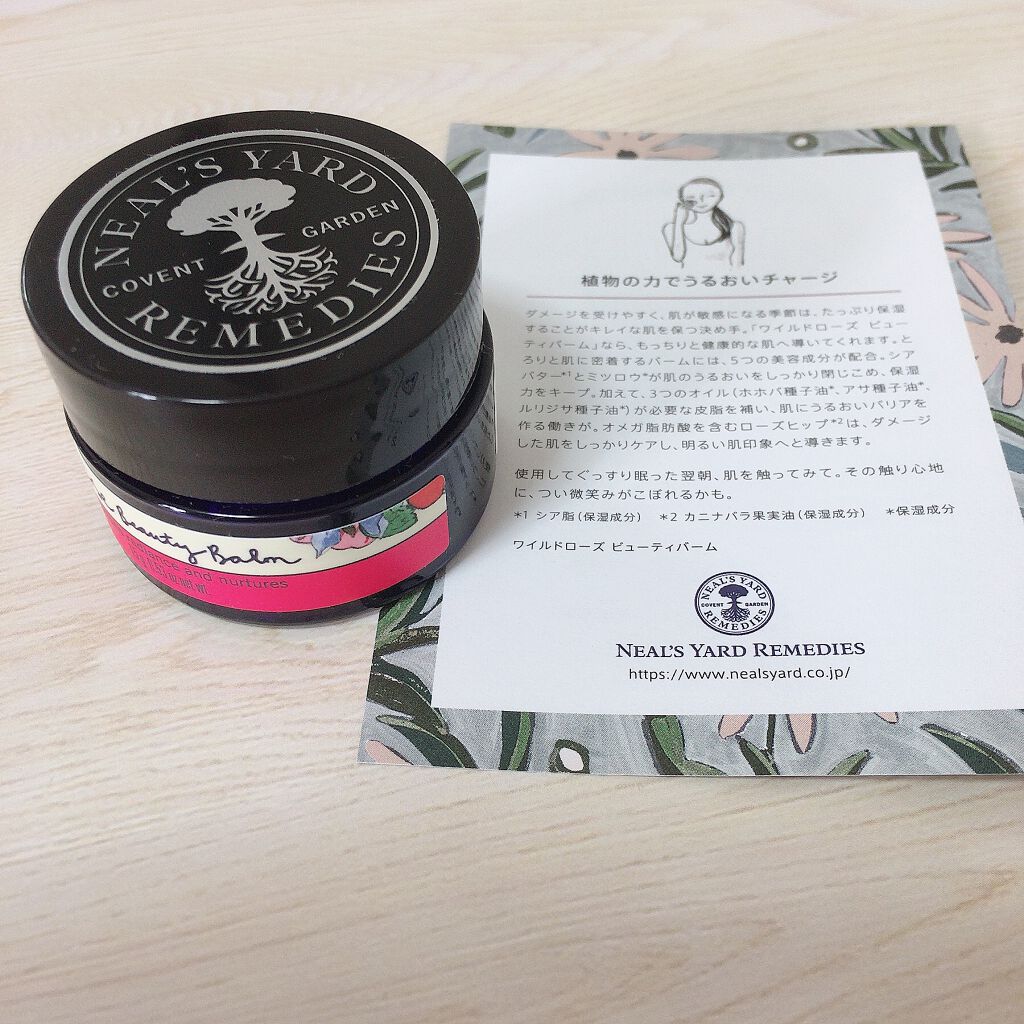 NEAL'S YARD
COVENT GARDEN
REMEDIES
Beauty Balm
and nurtures
植物の力でうるおいチャージ
ダメージを受けやすく、肌が敏感になる季節は、たっぷり保湿
することがキレイな肌を保つ決め手。「ワイルドローズ ビュー
ティバーム」なら、もっちりと健康的な肌へ導いてくれます。と
ろりと肌に密着するバームには、5つの美容成分が配合。シア
バター*1とミツロウ*が肌のうるおいをしっかり閉じこめ、保湿
力をキープ。加えて、3つのオイル(ホホバ種子油*、アサ種子油*、
ルリジサ種子油*)が必要な皮脂を補い、肌にうるおいバリアを
作る働きが。オメガ脂肪酸を含むローズヒップ*2は、ダメージ
した肌をしっかりケアし、明るい肌印象へと導きます。
使用してぐっすり眠った翌朝、肌を触ってみて。その触り心地
に、つい微笑みがこぼれるかも。
*1 シア脂(保湿成分) *2 カニナバラ果実油(保湿成分) *保湿成分
ワイルドローズ ビューティバーム
NEAL'S YARD
COVENT GARDEN
REMEDIES
NEAL'S YARD REMEDIES
https://www.nealsyard.co.jp/